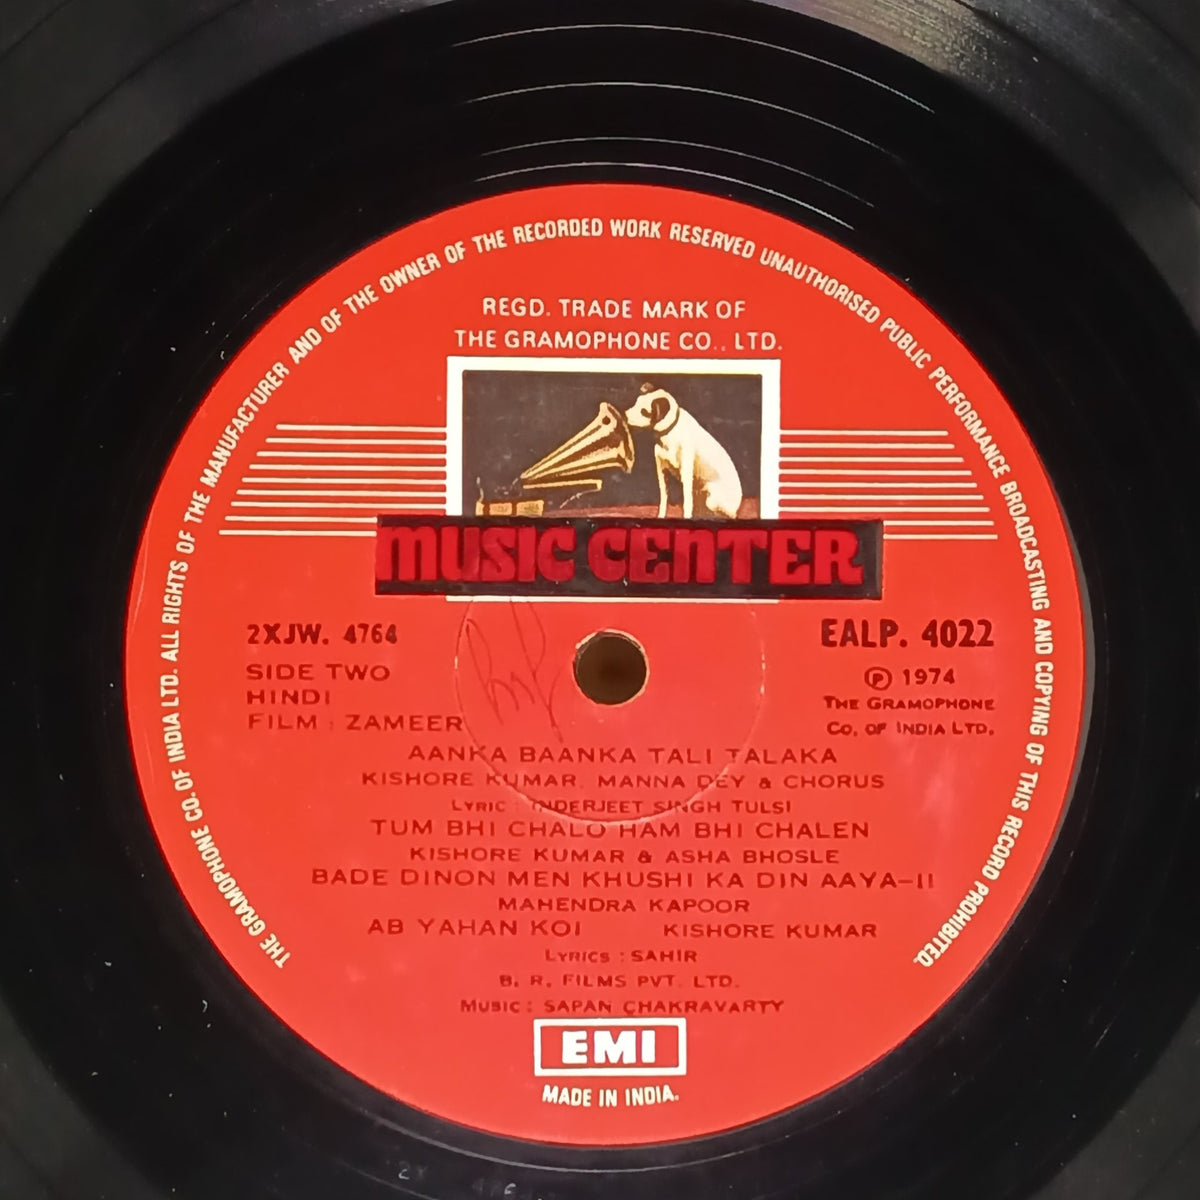 THE GRAMOPHONE CO. OF INDIA LTD. ALL RIGHTS OF THE MANUFACTURER AND OF THE OWNER OF THE RECORDED WORK RESERVED UNAUTHORISED PUBLIC PERFORMANCE BROADCASTING AND COPYING OF THIS RECORD PROHIBITED.
REGD. TRADE MARK OF
THE GRAMOPHONE CO., LTD.
MUSIC CENTER
2XJW. 4764
EALP. 4022
SIDE TWO
℗ 1974
HINDI
THE GRAMOPHONE
FILM : ZAMEER
CO. OF INDIA LTD.
AANKA BAANKA TALI TALAKA
KISHORE KUMAR, MANNA DEY & CHORUS
LYRIC : INDERJEET SINGH TULSI
TUM BHI CHALO HAM BHI CHALEN
KISHORE KUMAR & ASHA BHOSLE
BADE DINON MEN KHUSHI KA DIN AAYA-II
MAHENDRA KAPOOR
AB YAHAN KOI KISHORE KUMAR
LYRICS : SAHIR
B. R. FILMS PVT. LTD.
MUSIC : SAPAN CHAKRAVARTY
EMI
MADE IN INDIA.